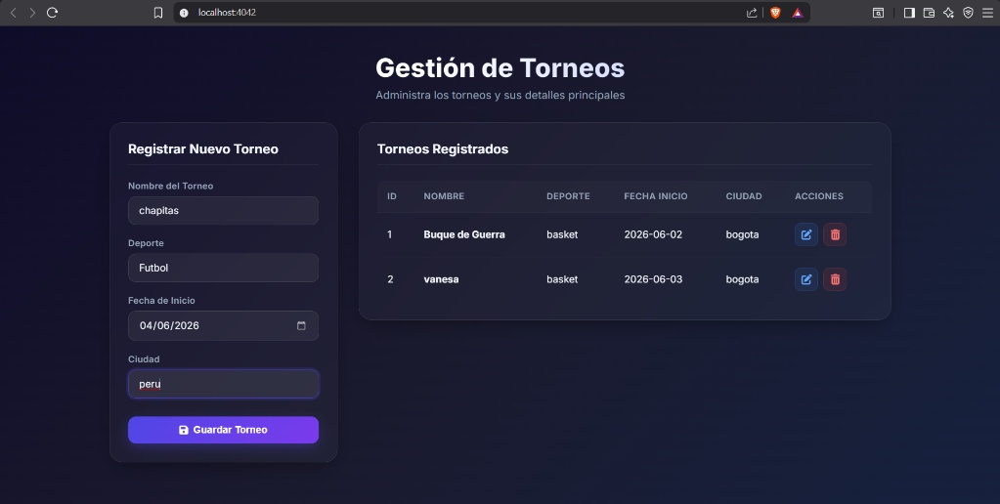 localhost:4042
Gestión de Torneos
Administra los torneos y sus detalles principales
Registrar Nuevo Torneo
Nombre del Torneo
chapitas
Deporte
Futbol
Fecha de Inicio
04/06/2026
Ciudad
peru
Guardar Torneo
Torneos Registrados
ID NOMBRE DEPORTE FECHA INICIO CIUDAD ACCIONES
1 Buque de Guerra basket 2026-06-02 bogota
2 vanesa basket 2026-06-03 bogota